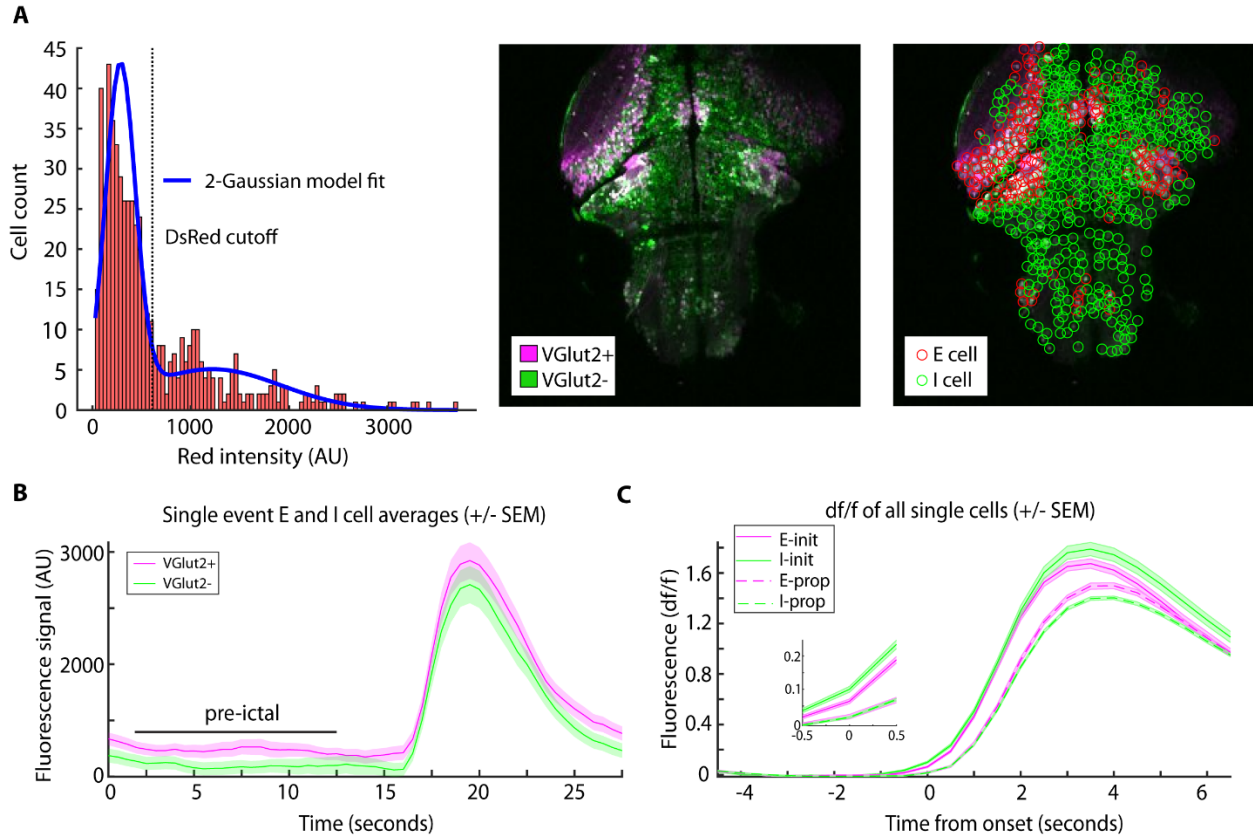 A
45
40
35
30
25
20
15
10
5
0
Cell count
2-Gaussian model fit
DsRed cutoff
0 1000 2000 3000
Red intensity (AU)
VGlut2+
VGlut2-
E cell
I cell
B
Single event E and I cell averages (+/- SEM)
3000
2000
0
Fluorescence signal (AU)
VGlut2+
VGlut2-
pre-ictal
0 5 10 15 20 25
Time (seconds)
C
df/f of all single cells (+/- SEM)
E-init
I-init
E-prop
I-prop
1.6
1.2
0.8
0.4
0
Fluorescence (df/f)
0.2
0.1
0
-0.5 0 0.5
-4 -2 0 2 4 6
Time from onset (seconds)